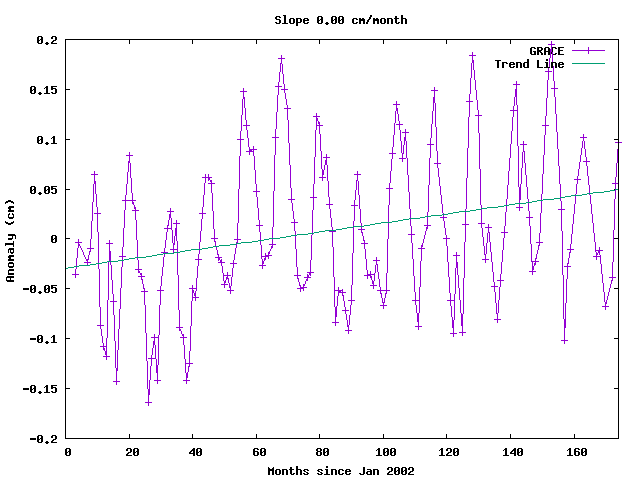 Slope 0.00 cm/month
GRACE
Trend Line
0.2
0.15
0.1
0.05
0
-0.05
-0.1
-0.15
-0.2
Anomaly (cm)
0 20 40 60 80 100 120 140 160
Months since Jan 2002